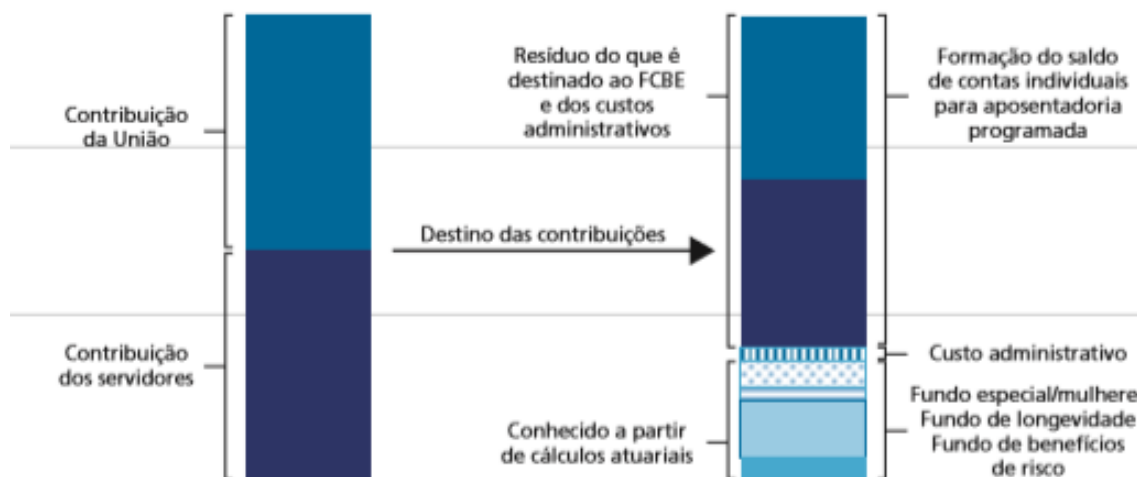 Contribuição
da União
Contribuição
dos servidores
Destino das contribuições
Resíduo do que é
destinado ao FCBE
e dos custos
administrativos
Conhecido a partir
de cálculos atuariais
Formação do saldo
de contas individuais
para aposentadoria
programada
Custo administrativo
Fundo especial/mulhere
Fundo de longevidade
Fundo de benefícios
de risco